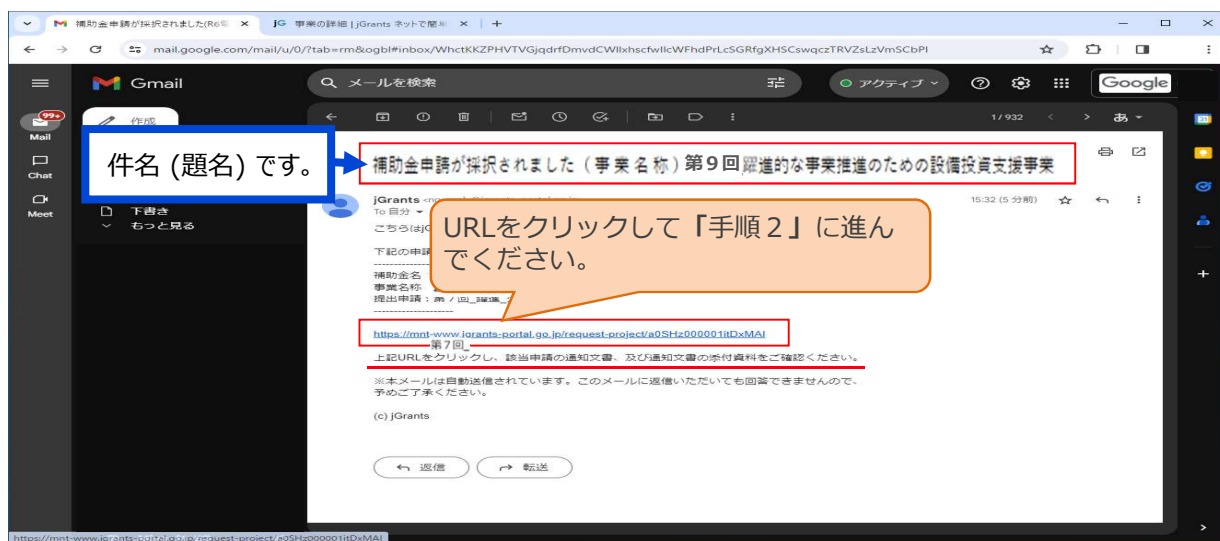 補助金申請が採択されました(R6
事業の詳細 | jGrants ネットで簡単
mail.google.com/mail/u/0/?tab=rm&ogbl#inbox/WhctKKZPHVTVGjqdrfDmvdCWllxhscfwllcWFhdPrLcSGRfgXHSCswqczTRVZsLzVmSCbPl
Gmail
メールを検索
アクティブ
Google
99+
Mail
作成
1/932
あ
件名 (題名) です。
補助金申請が採択されました(事業名称)第9回躍進的な事業推進のための設備投資支援事業
Chat
Meet
jGrants
15:32 (5 分前)
To 自分
下書き
こちらはjG
もっと見る
URLをクリックして「手順２」に進ん
でください。
下記の申請
--------------------
補助金名
事業名称
提出申請：第7回_躍進_
--------------------
https://mnt-www.jgrants-portal.go.jp/request-project/a0SHz000001itDxMAI
第7回_
上記URLをクリックし、該当申請の通知文書、及び通知文書の添付資料をご確認ください。
※本メールは自動送信されています。このメールに返信いただいても回答できませんので、
予めご了承ください。
(c) jGrants
返信
転送
https://mnt-www.jgrants-portal.go.jp/request-project/a0SHz000001itDxMAI